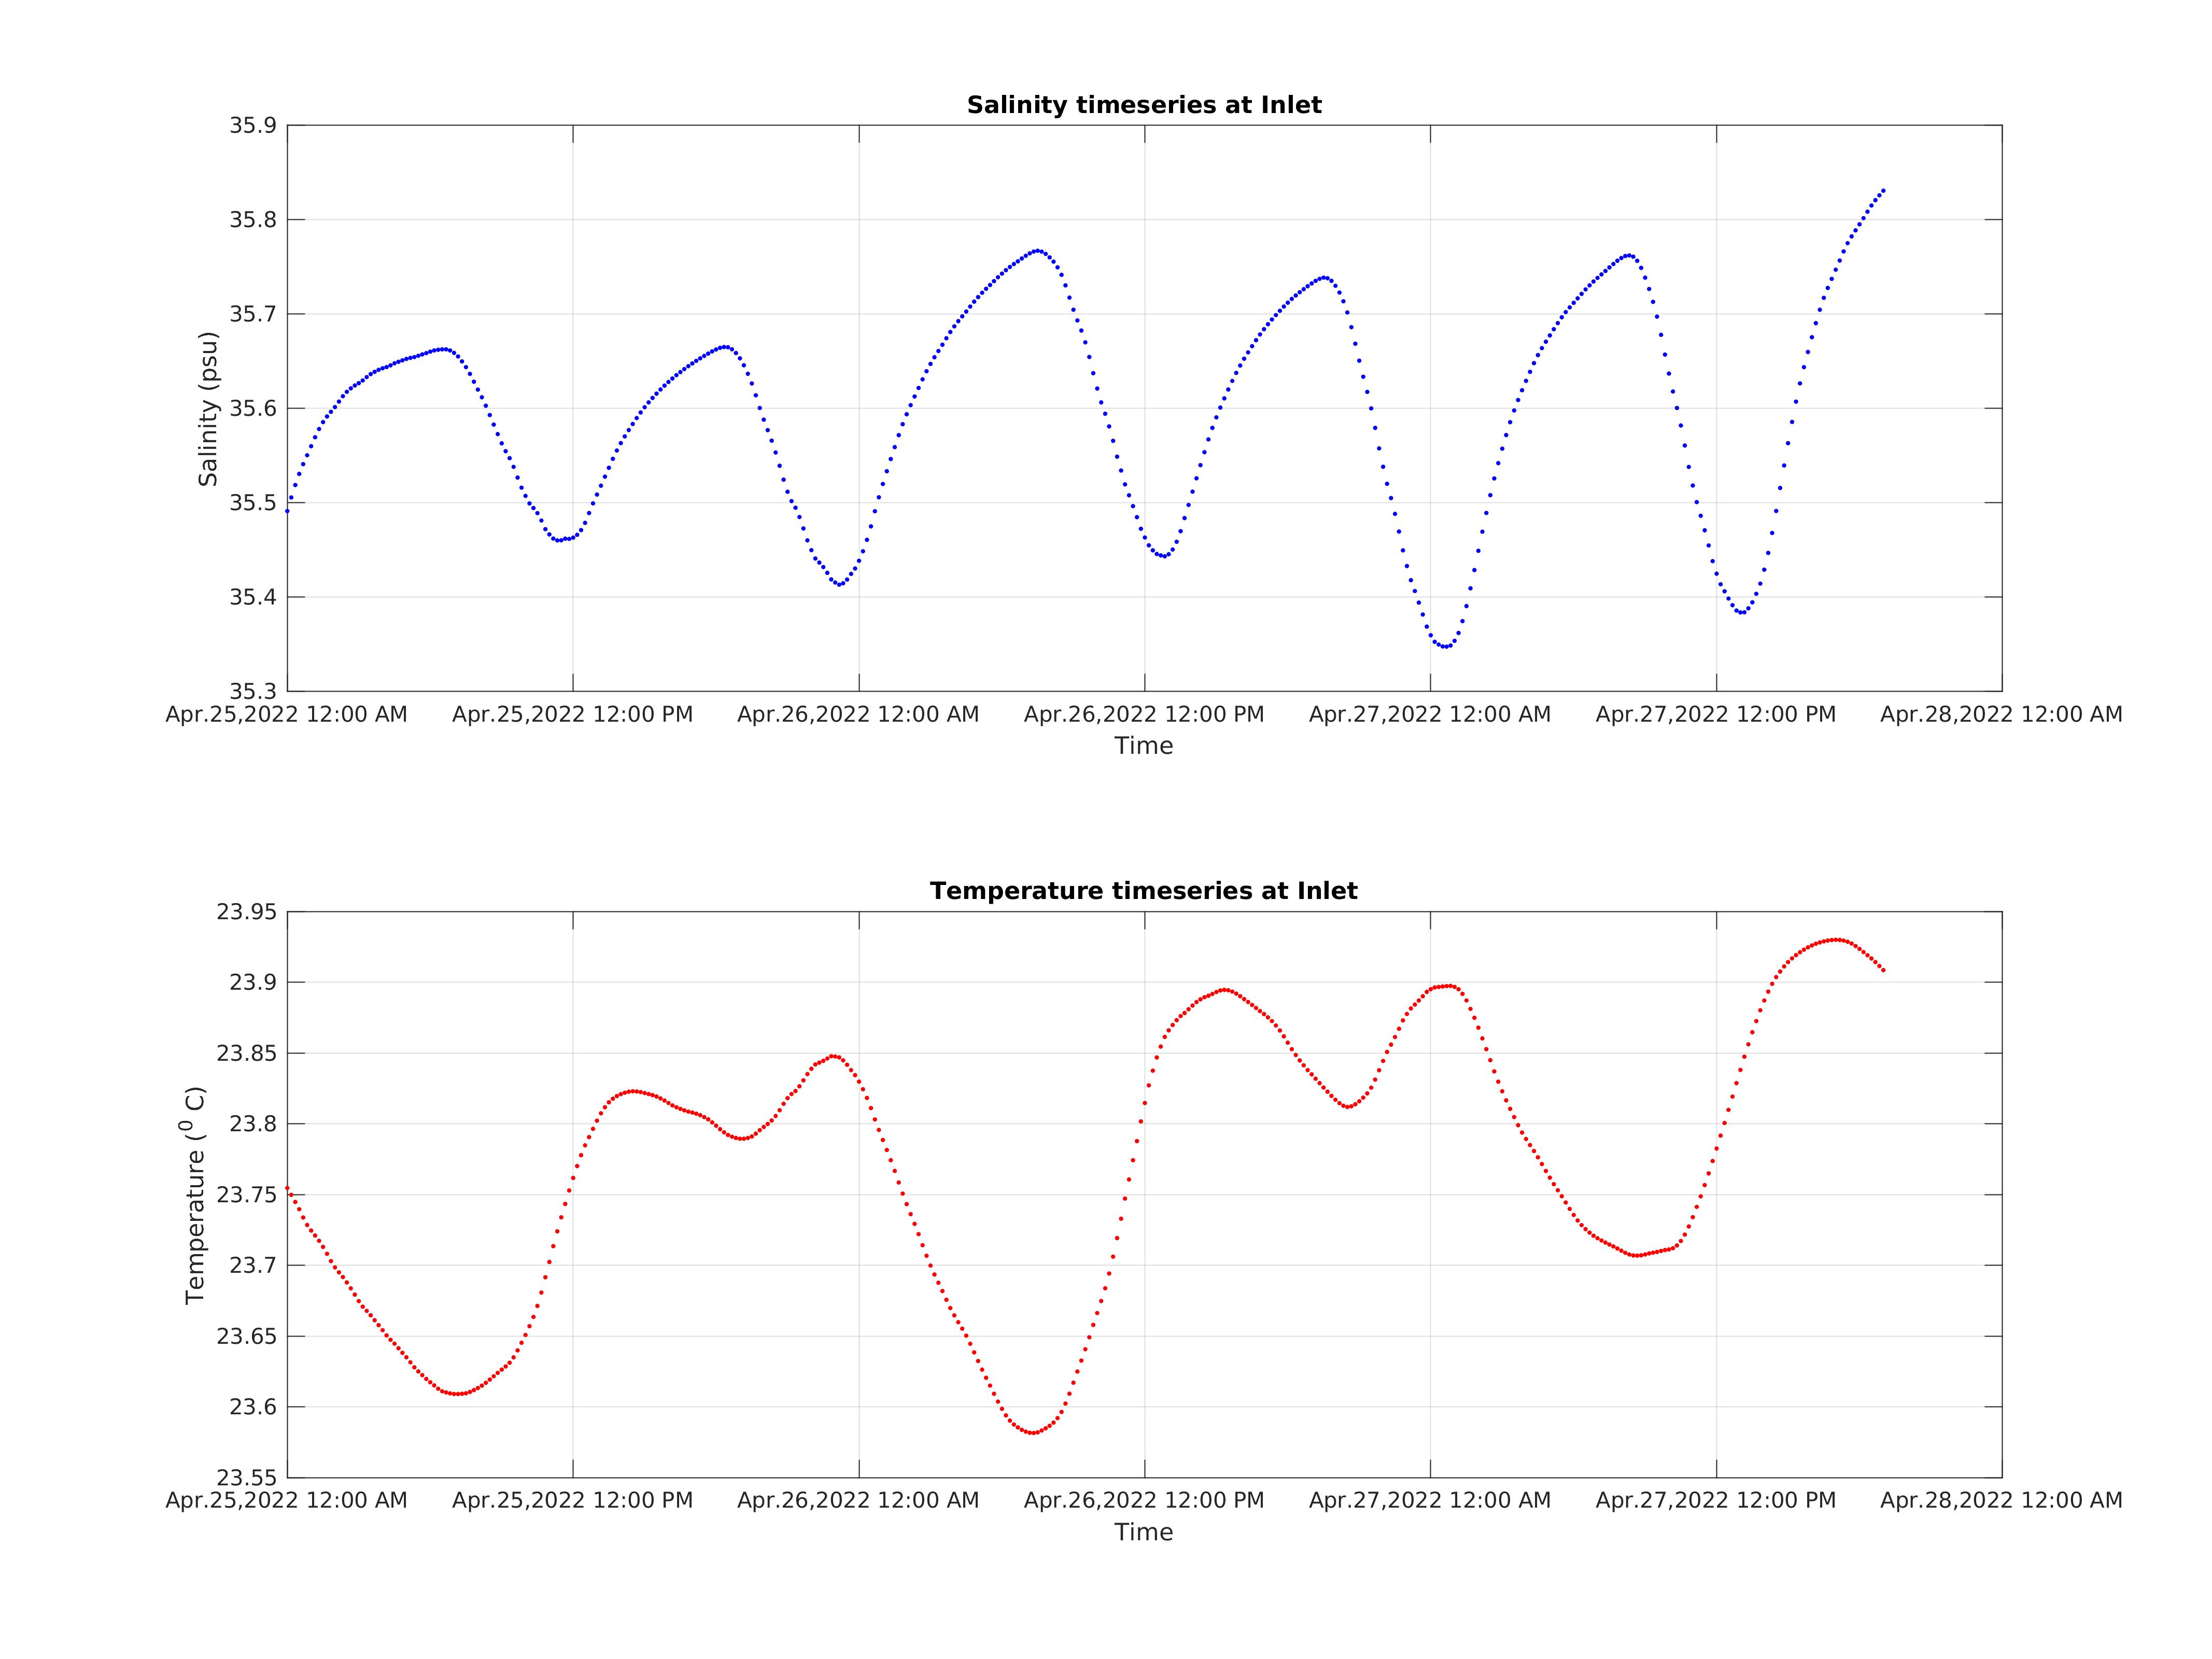 Salinity timeseries at Inlet
35.9
35.8
35.7
35.6
35.5
35.4
35.3
Salinity (psu)
Apr.25,2022 12:00 AM Apr.25,2022 12:00 PM Apr.26,2022 12:00 AM Apr.26,2022 12:00 PM Apr.27,2022 12:00 AM Apr.27,2022 12:00 PM Apr.28,2022 12:00 AM
Time
Temperature timeseries at Inlet
23.95
23.9
23.85
23.8
23.75
23.7
23.65
23.6
23.55
Temperature (⁰ C)
Apr.25,2022 12:00 AM Apr.25,2022 12:00 PM Apr.26,2022 12:00 AM Apr.26,2022 12:00 PM Apr.27,2022 12:00 AM Apr.27,2022 12:00 PM Apr.28,2022 12:00 AM
Time